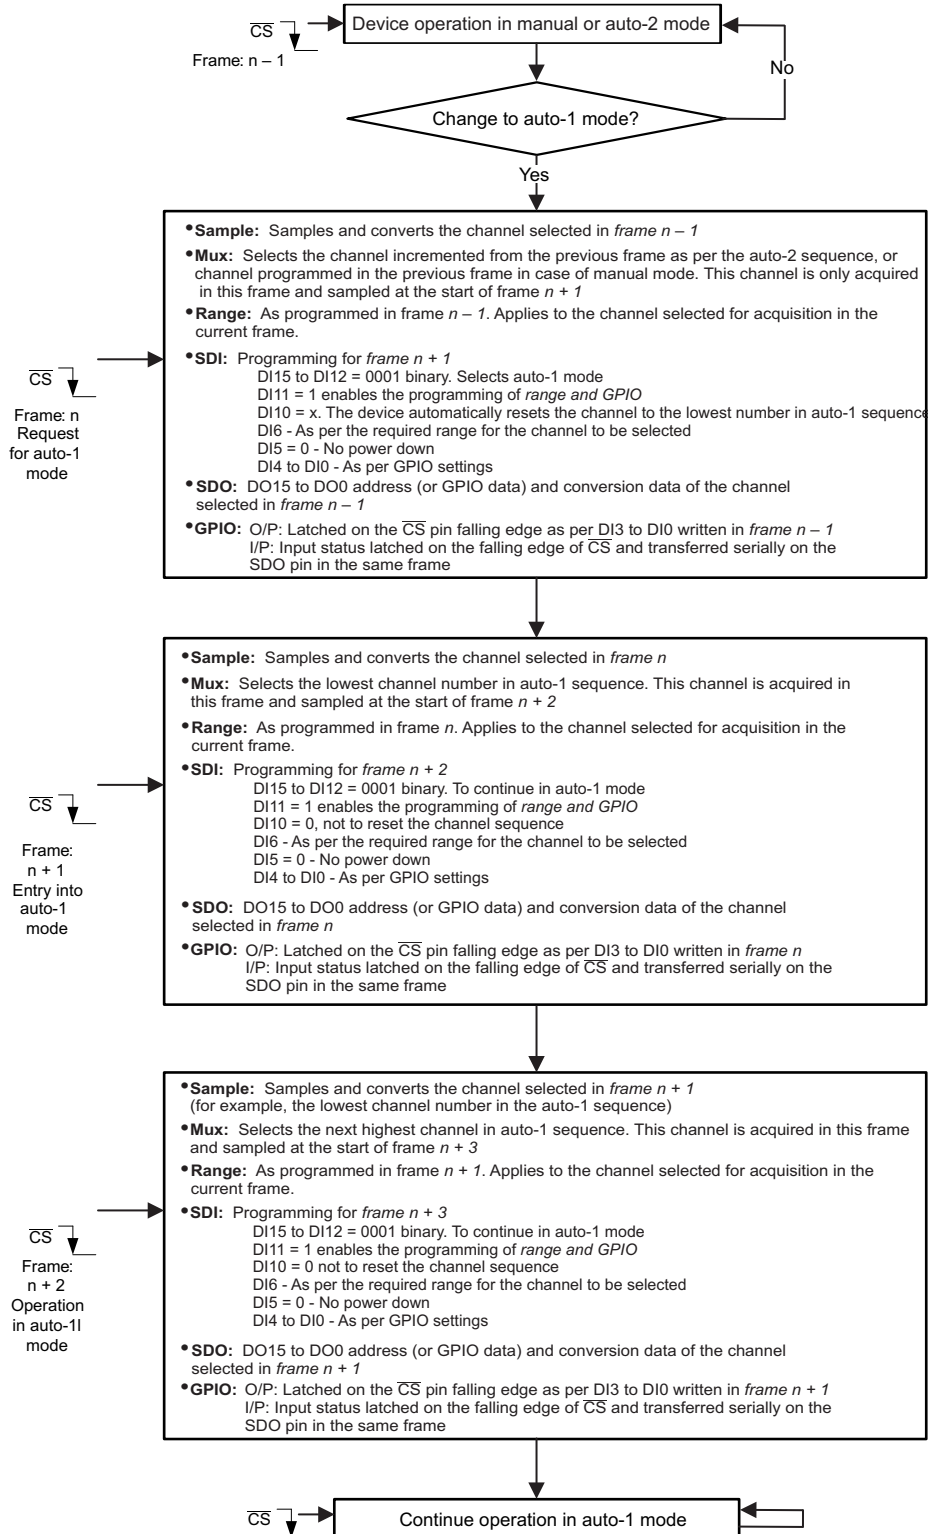 Device operation in manual or auto-2 mode
CS
Frame: n – 1
No
Change to auto-1 mode?
Yes
•Sample: Samples and converts the channel selected in frame n – 1
•Mux: Selects the channel incremented from the previous frame as per the auto-2 sequence, or
channel programmed in the previous frame in case of manual mode. This channel is only acquired
in this frame and sampled at the start of frame n + 1
•Range: As programmed in frame n – 1. Applies to the channel selected for acquisition in the
current frame.
•SDI: Programming for frame n + 1
DI15 to DI12 = 0001 binary. Selects auto-1 mode
DI11 = 1 enables the programming of range and GPIO
DI10 = x. The device automatically resets the channel to the lowest number in auto-1 sequence
DI6 - As per the required range for the channel to be selected
DI5 = 0 - No power down
DI4 to DI0 - As per GPIO settings
•SDO: DO15 to DO0 address (or GPIO data) and conversion data of the channel
selected in frame n – 1
•GPIO: O/P: Latched on the CS pin falling edge as per DI3 to DI0 written in frame n – 1
I/P: Input status latched on the falling edge of CS and transferred serially on the
SDO pin in the same frame
CS
Frame: n
Request
for auto-1
mode
•Sample: Samples and converts the channel selected in frame n
•Mux: Selects the lowest channel number in auto-1 sequence. This channel is acquired in
this frame and sampled at the start of frame n + 2
•Range: As programmed in frame n. Applies to the channel selected for acquisition in the
current frame.
•SDI: Programming for frame n + 2
DI15 to DI12 = 0001 binary. To continue in auto-1 mode
DI11 = 1 enables the programming of range and GPIO
DI10 = 0, not to reset the channel sequence
DI6 - As per the required range for the channel to be selected
DI5 = 0 - No power down
DI4 to DI0 - As per GPIO settings
•SDO: DO15 to DO0 address (or GPIO data) and conversion data of the channel
selected in frame n
•GPIO: O/P: Latched on the CS pin falling edge as per DI3 to DI0 written in frame n
I/P: Input status latched on the falling edge of CS and transferred serially on the
SDO pin in the same frame
CS
Frame:
n + 1
Entry into
auto-1
mode
•Sample: Samples and converts the channel selected in frame n + 1
(for example, the lowest channel number in the auto-1 sequence)
•Mux: Selects the next highest channel in auto-1 sequence. This channel is acquired in this frame
and sampled at the start of frame n + 3
•Range: As programmed in frame n + 1. Applies to the channel selected for acquisition in the
current frame.
•SDI: Programming for frame n + 3
DI15 to DI12 = 0001 binary. To continue in auto-1 mode
DI11 = 1 enables the programming of range and GPIO
DI10 = 0 not to reset the channel sequence
DI6 - As per the required range for the channel to be selected
DI5 = 0 - No power down
DI4 to DI0 - As per GPIO settings
•SDO: DO15 to DO0 address (or GPIO data) and conversion data of the channel
selected in frame n + 1
•GPIO: O/P: Latched on the CS pin falling edge as per DI3 to DI0 written in frame n + 1
I/P: Input status latched on the falling edge of CS and transferred serially on the
SDO pin in the same frame
CS
Frame:
n + 2
Operation
in auto-1l
mode
CS
Continue operation in auto-1 mode